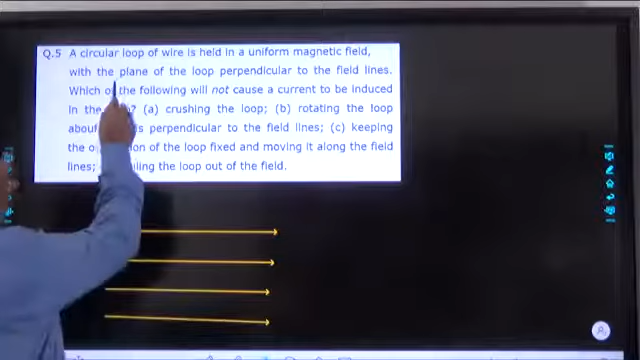 Q.5 A circular loop of wire is held in a uniform magnetic field,
with the plane of the loop perpendicular to the field lines.
Which of the following will not cause a current to be induced
in the ? (a) crushing the loop; (b) rotating the loop
about perpendicular to the field lines; (c) keeping
the of the loop fixed and moving it along the field
lines; the loop out of the field.